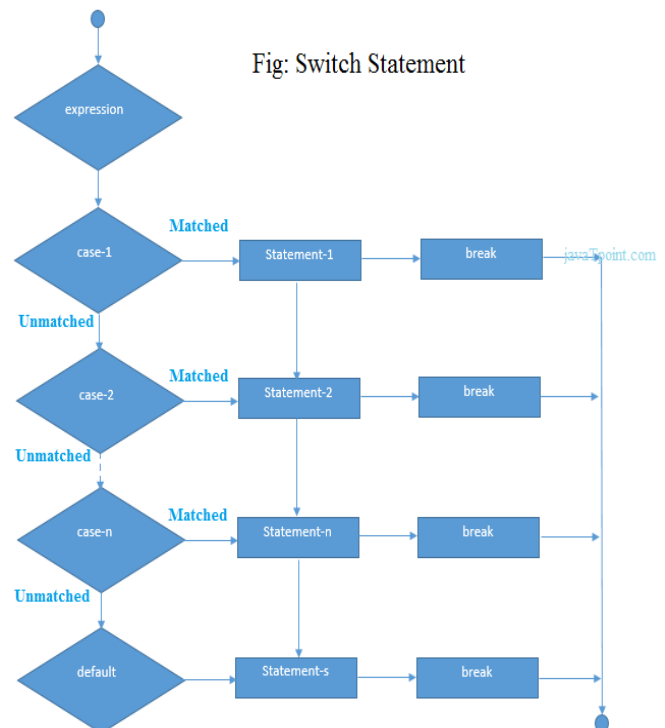 Fig: Switch Statement
expression
Matched
case-1
Statement-1
break
javaTpoint.com
Unmatched
Matched
case-2
Statement-2
break
Unmatched
Matched
case-n
Statement-n
break
Unmatched
default
Statement-s
break